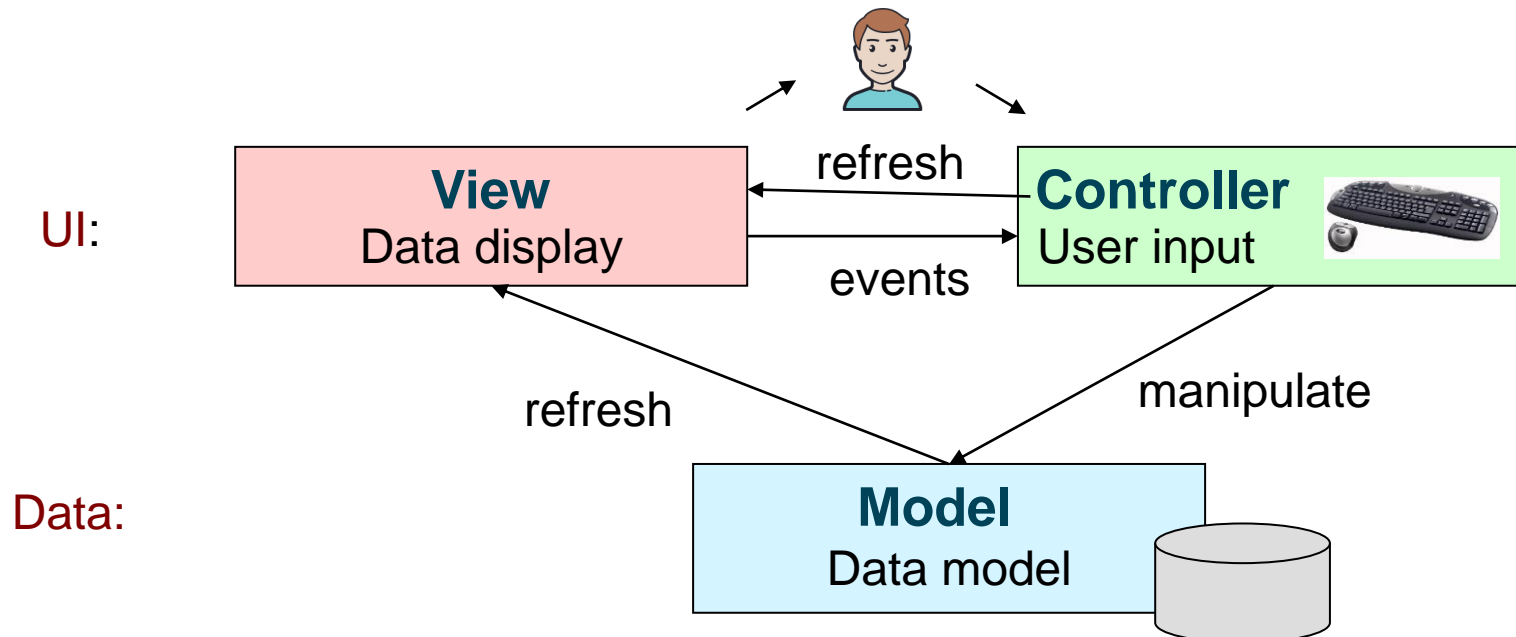 refresh
View
Controller
UI:
Data display
User input
events
refresh
manipulate
Model
Data:
Data model